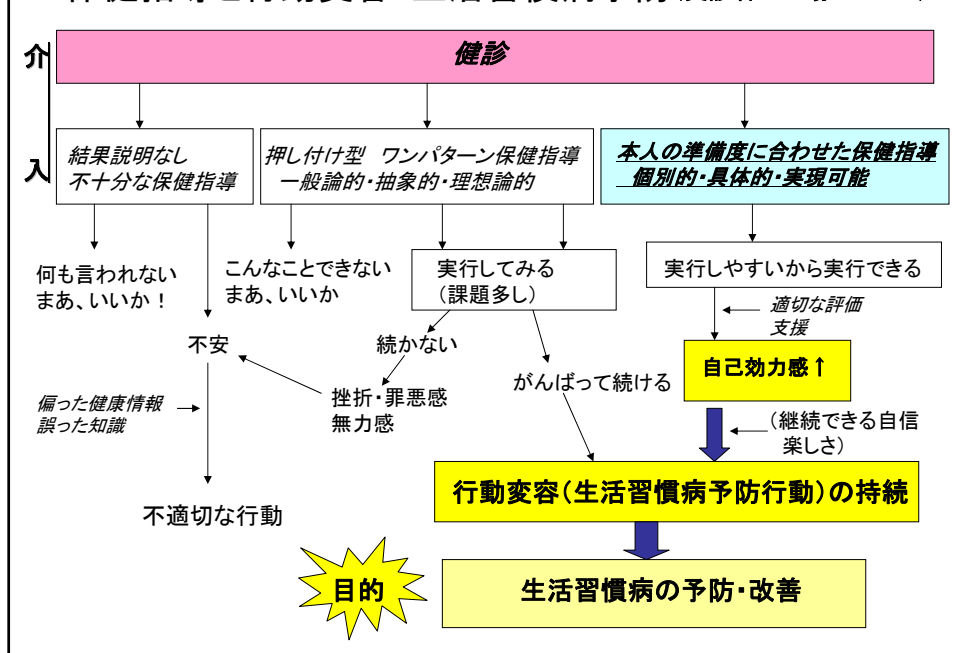 介
入
健診
結果説明なし
不十分な保健指導
押し付け型 ワンパターン保健指導
一般論的・抽象的・理想論的
本人の準備度に合わせた保健指導
個別的・具体的・実現可能
何も言われない
まあ、いいか！
こんなことできない
まあ、いいか
実行してみる
（課題多し）
実行しやすいから実行できる
適切な評価
支援
不安
続かない
自己効力感↑
がんばって続ける
挫折・罪悪感
無力感
偏った健康情報
誤った知識
（継続できる自信
楽しさ）
行動変容（生活習慣病予防行動）の持続
不適切な行動
目的
生活習慣病の予防・改善